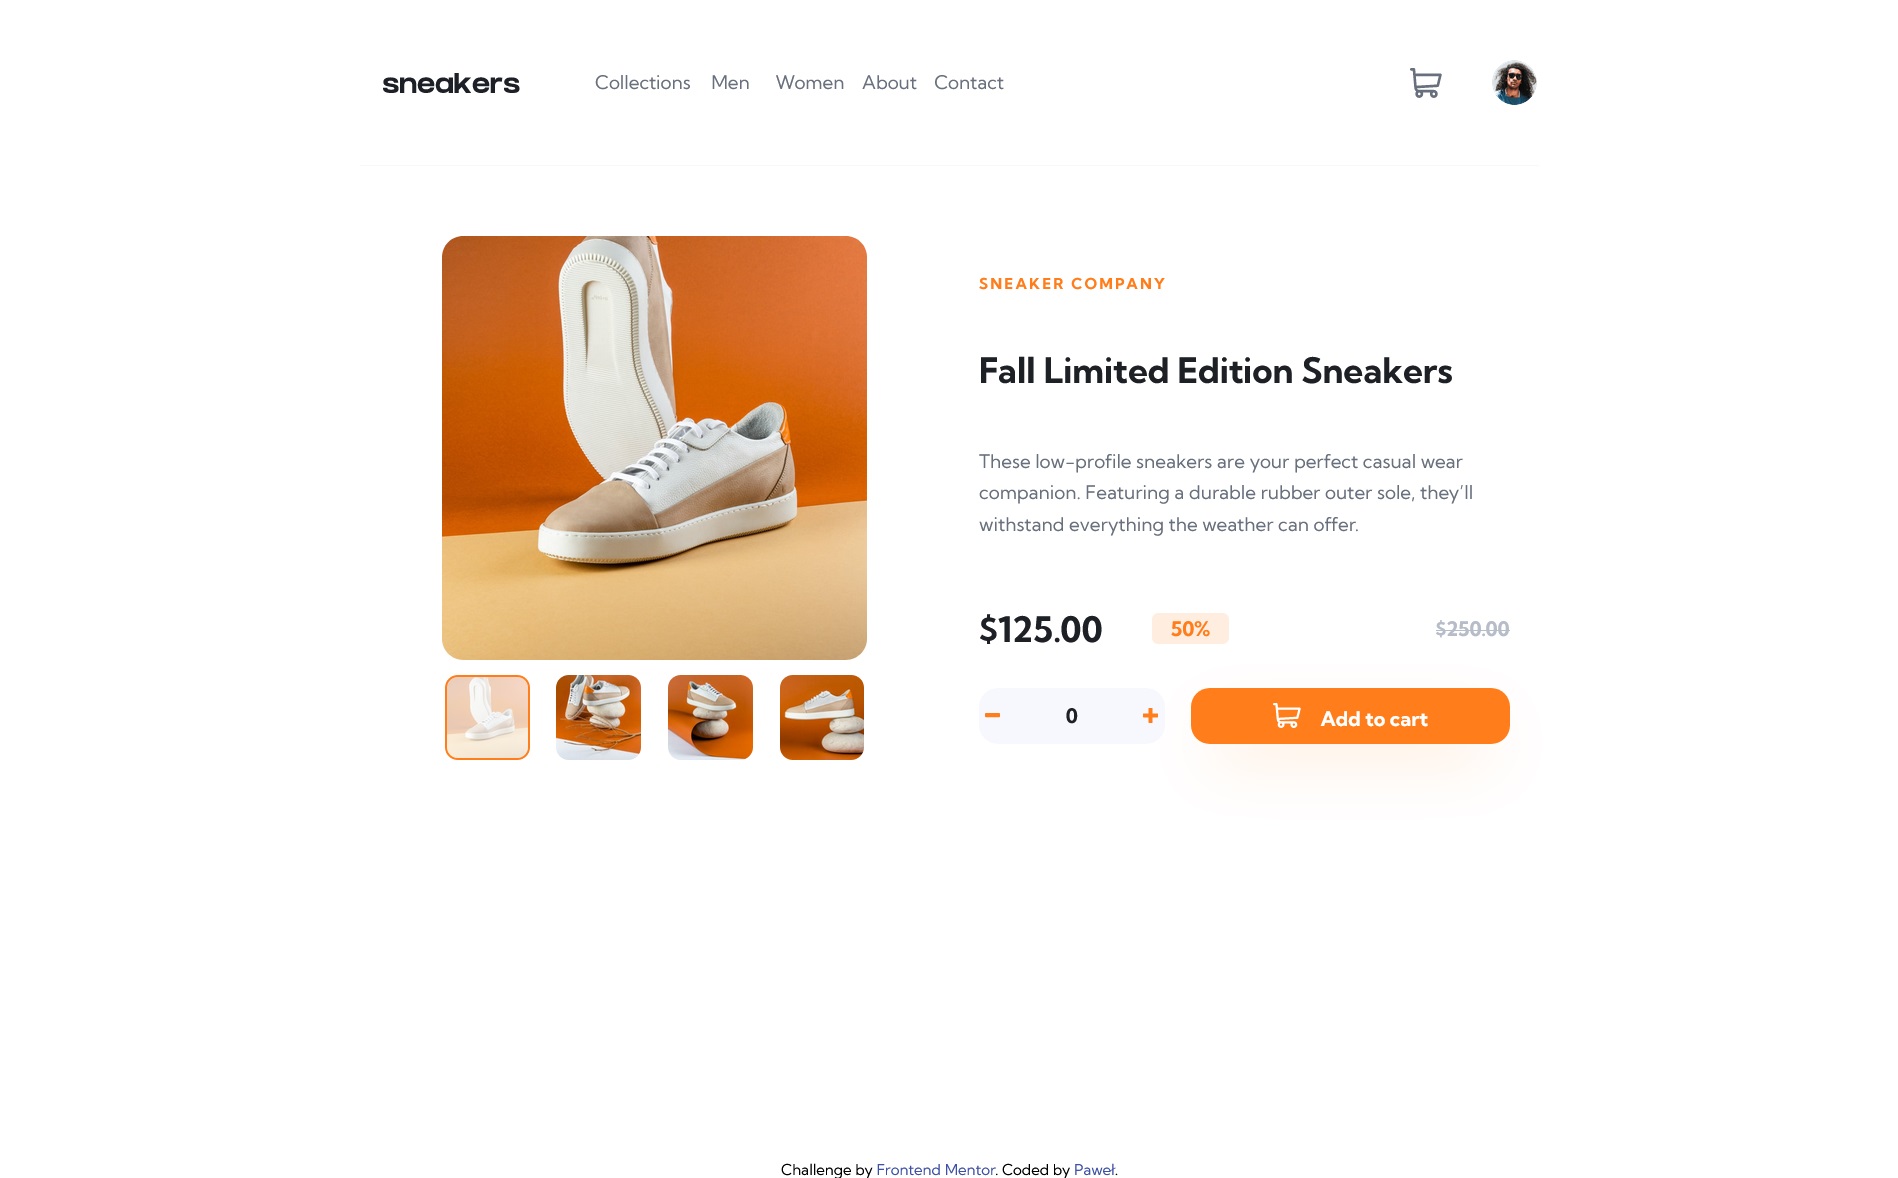 sneakers
Collections Men Women About Contact
SNEAKER COMPANY
Fall Limited Edition Sneakers
These low-profile sneakers are your perfect casual wear
companion. Featuring a durable rubber outer sole, they’ll
withstand everything the weather can offer.
$125.00 50% $250.00
0 Add to cart
Challenge by Frontend Mentor. Coded by Paweł.